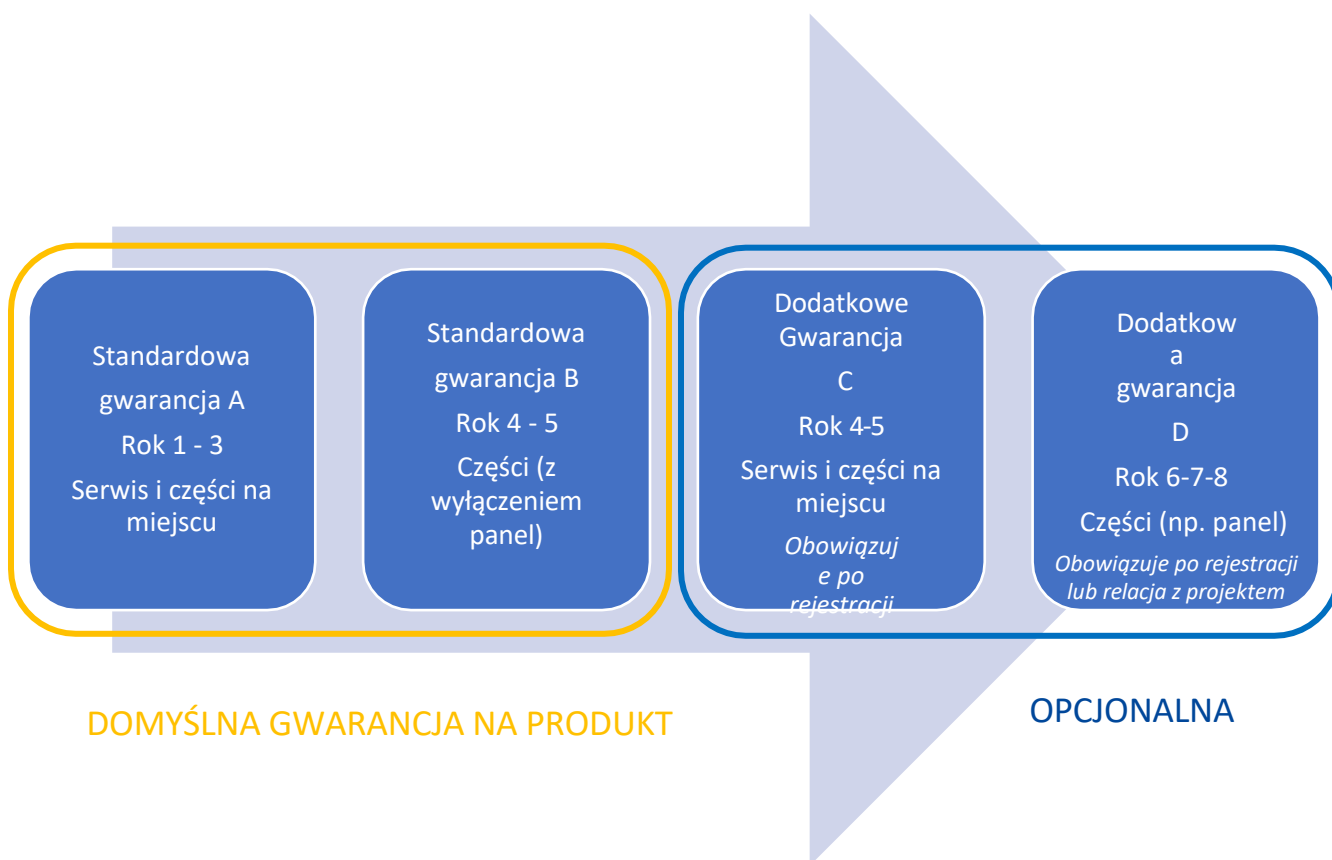 Standardowa
gwarancja A
Rok 1 - 3
Serwis i części na
miejscu
Standardowa
gwarancja B
Rok 4 - 5
Części (z
wyłączeniem
panel)
Dodatkowe
Gwarancja
C
Rok 4-5
Serwis i części na
miejscu
Obowiązuj
e po
rejestracji
Dodatkow
a
gwarancja
D
Rok 6-7-8
Części (np. panel)
Obowiązuje po rejestracji
lub relacja z projektem
DOMYŚLNA GWARANCJA NA PRODUKT
OPCJONALNA